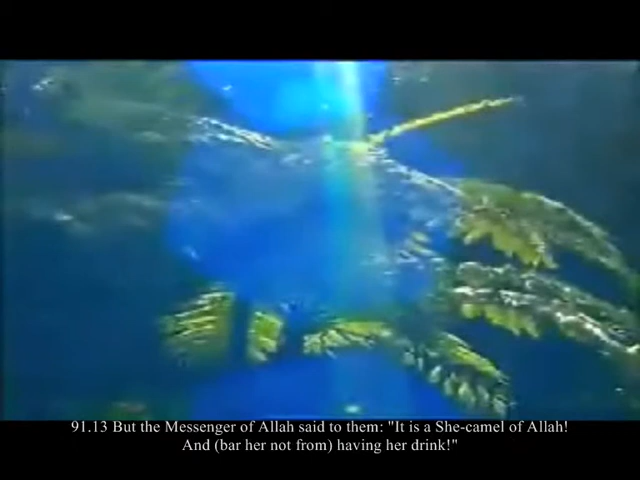 91.13 But the Messenger of Allah said to them: "It is a She-camel of Allah!
And (bar her not from) having her drink!"